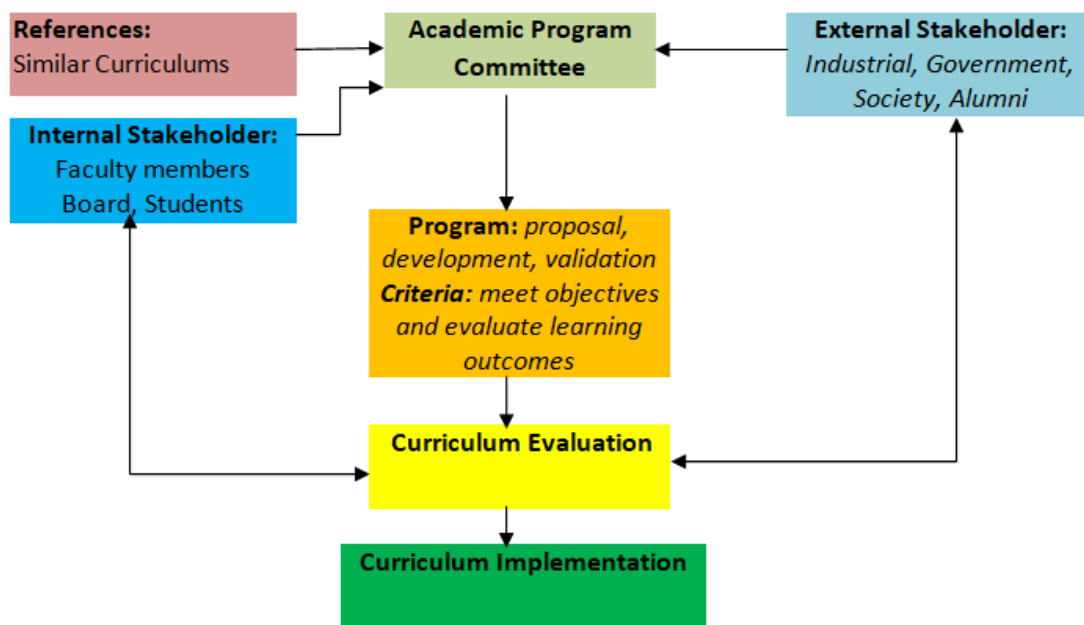 References:
Similar Curriculums
Academic Program
Committee
External Stakeholder:
Industrial, Government,
Society, Alumni
Internal Stakeholder:
Faculty members
Board, Students
Program: proposal,
development, validation
Criteria: meet objectives
and evaluate learning
outcomes
Curriculum Evaluation
Curriculum Implementation